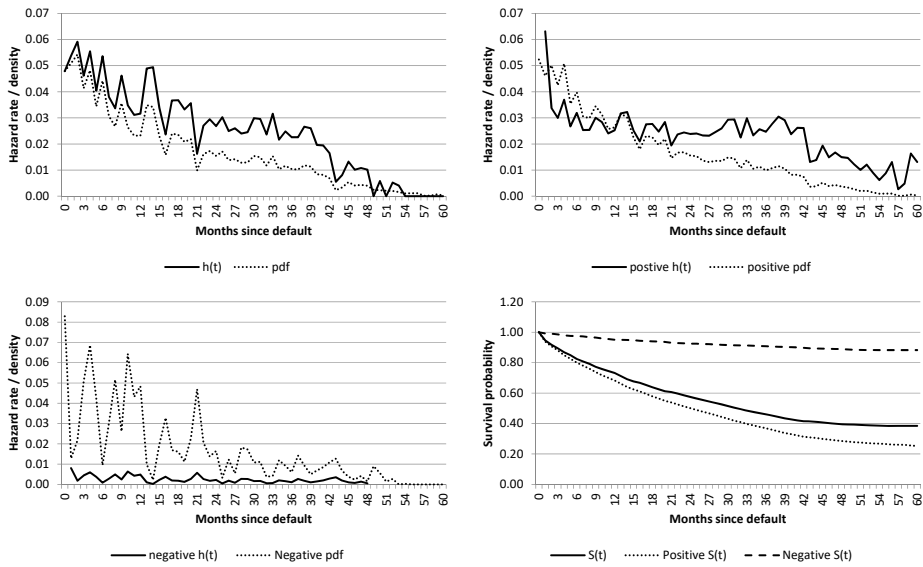 0.07
0.06
0.05
0.04
0.03
0.02
0.01
0.00
Hazard rate / density
0 3 6 9 12 15 18 21 24 27 30 33 36 39 42 45 48 51 54 57 60
Months since default
h(t) pdf
0.07
0.06
0.05
0.04
0.03
0.02
0.01
0.00
Hazard rate / density
0 3 6 9 12 15 18 21 24 27 30 33 36 39 42 45 48 51 54 57 60
Months since default
postive h(t) positive pdf
0.09
0.08
0.07
0.06
0.05
0.04
0.03
0.02
0.01
0.00
Hazard rate / density
0 3 6 9 12 15 18 21 24 27 30 33 36 39 42 45 48 51 54 57 60
Months since default
negative h(t) Negative pdf
1.20
1.00
0.80
0.60
0.40
0.20
0.00
Survival probability
0 3 6 9 12 15 18 21 24 27 30 33 36 39 42 45 48 51 54 57 60
Months since default
S(t) Positive S(t) Negative S(t)